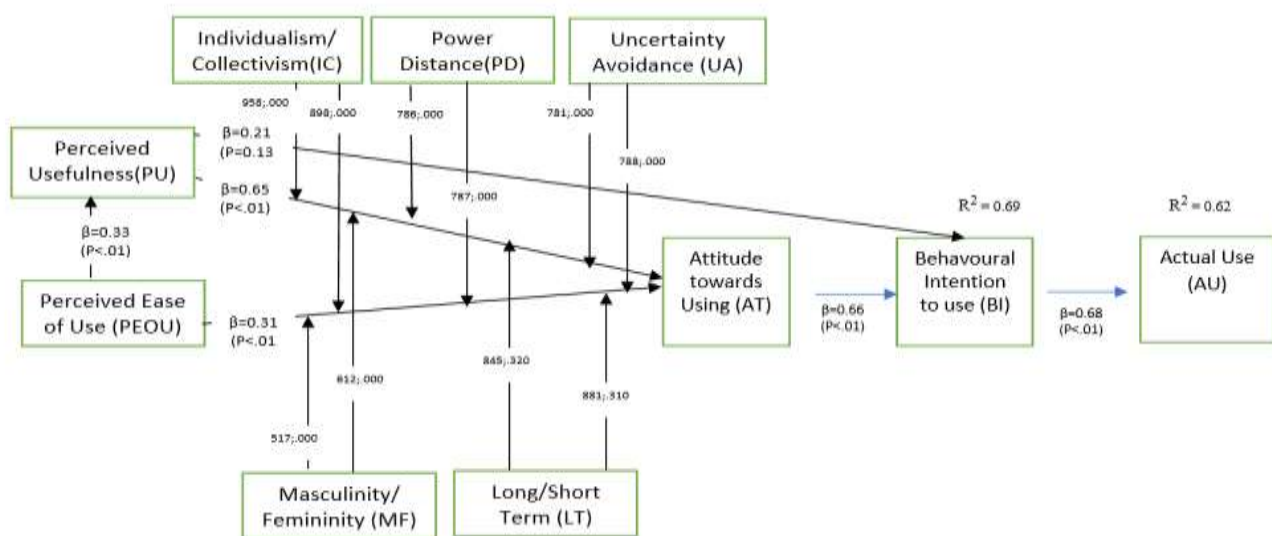 Individualism/
Collectivism(IC)
Power
Distance(PD)
Uncertainty
Avoidance (UA)
958;.000
898;.000
786;.000
787;.000
781;.000
788;.000
Perceived
Usefulness(PU)
β=0.21
(P=0.13
β=0.65
(P<.01)
β=0.33
(P<.01)
Perceived Ease
of Use (PEOU)
β=0.31
(P<.01
R² = 0.69
R² = 0.62
Attitude
towards
Using (AT)
β=0.66
(P<.01)
Behavoural
Intention
to use (BI)
β=0.68
(P<.01)
Actual Use
(AU)
517;.000
612;.000
845;.320
881;.310
Masculinity/
Femininity (MF)
Long/Short
Term (LT)